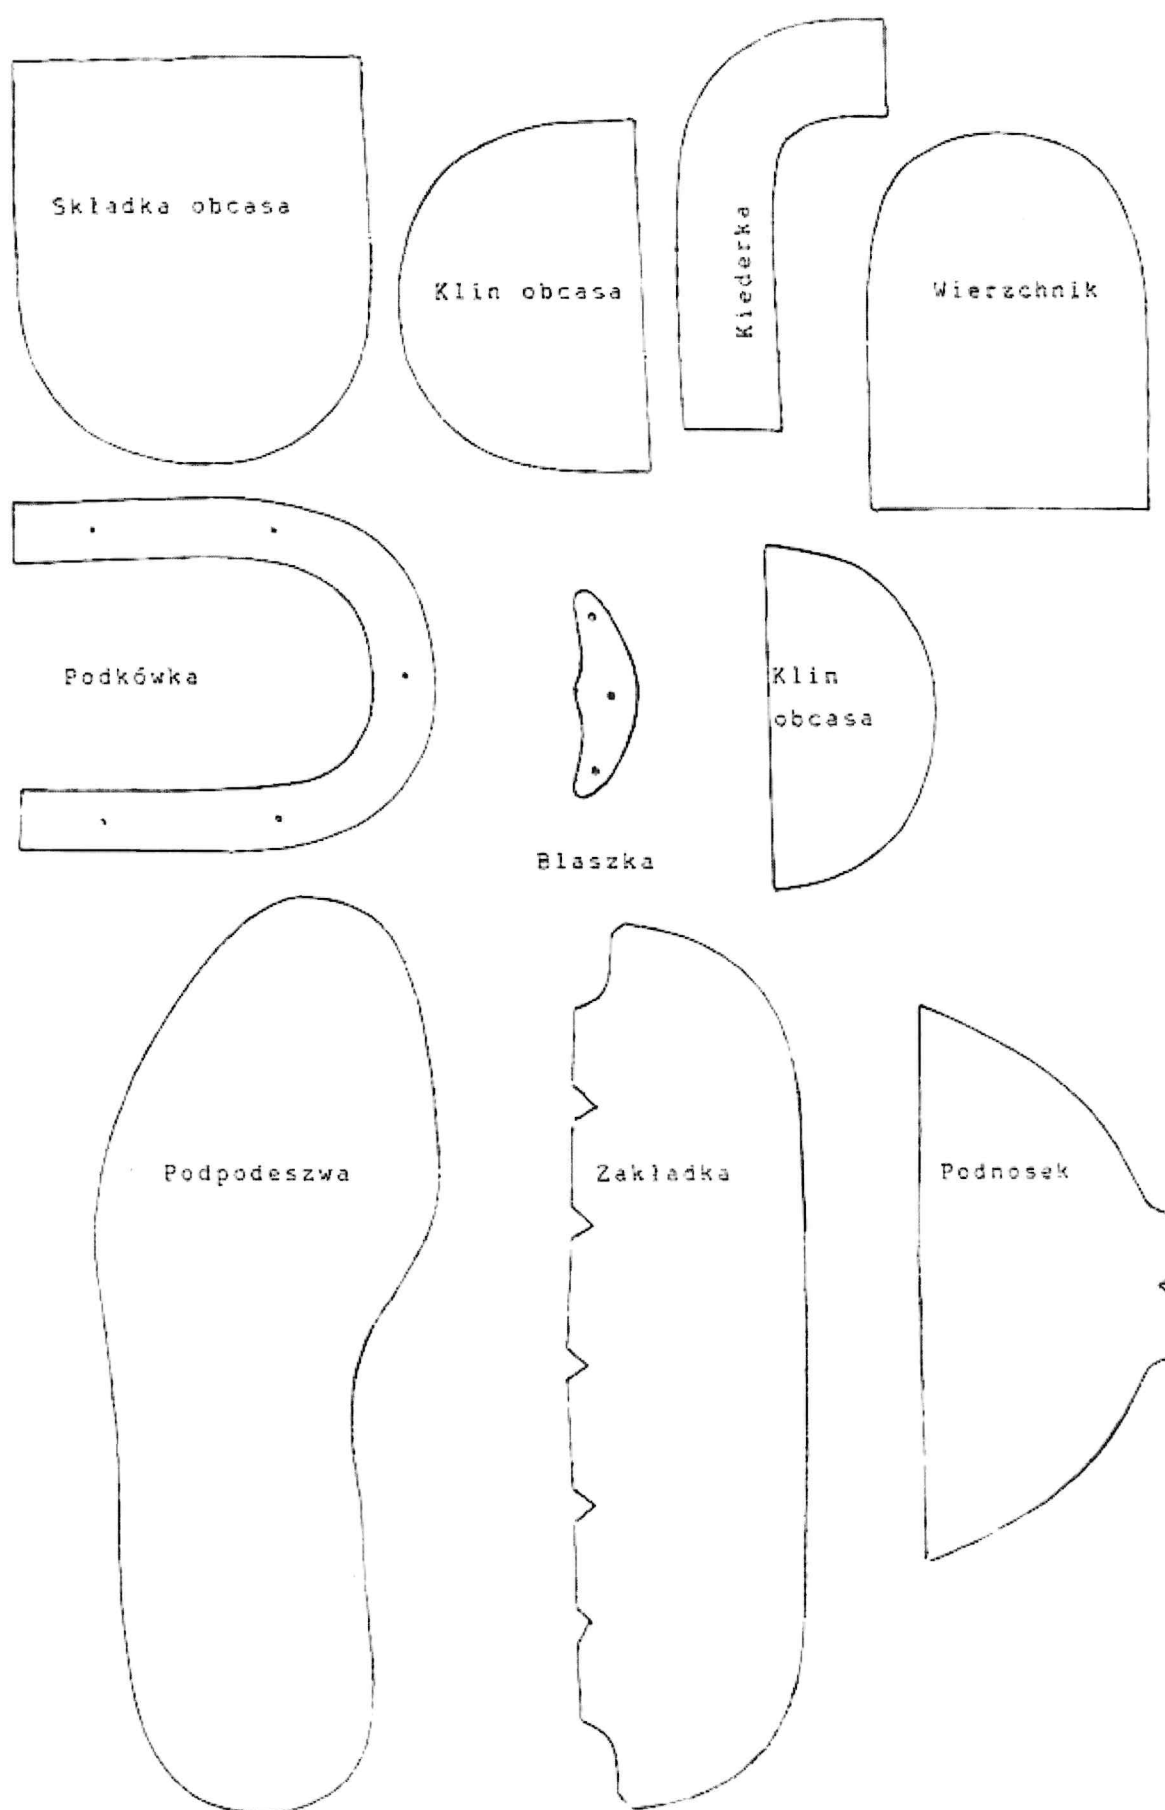 Składka obcasa
Klin obcasa
Kiederka
Wierzchnik
Podkówka
Blaszka
Klin
obcasa
Podpodeszwa
Zakładka
Podnosek